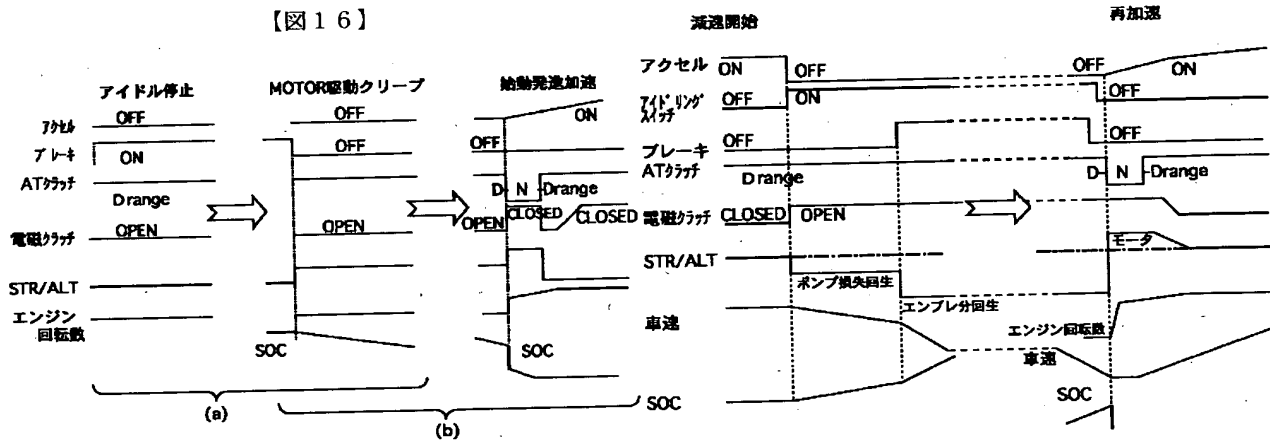 【図１６】
アイドル停止
アクセル OFF
ブレーキ ON
ATクラッチ
Drange
電磁クラッチ OPEN
STR/ALT
エンジン
回転数
(a)
MOTOR駆動クリープ
OFF
OFF
OPEN
SOC
(b)
始動発進加速
ON
OFF
D N Drange
OPEN CLOSED CLOSED
SOC
減速開始
アクセル ON OFF
アイドリング
スイッチ OFF ON
ブレーキ OFF
ATクラッチ
Drange
電磁クラッチ CLOSED OPEN
STR/ALT
ポンプ損失回生
エンブレ分回生
車速
SOC
再加速
OFF ON
OFF
OFF
D N Drange
モータ
エンジン回転数
車速
SOC